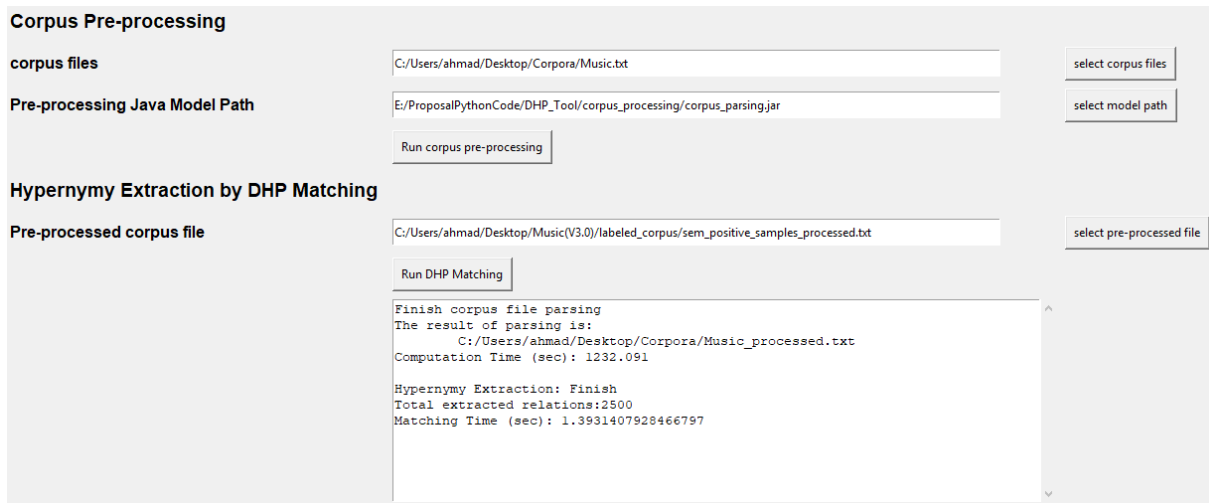 Corpus Pre-processing
corpus files C:/Users/ahmad/Desktop/Corpora/Music.txt select corpus files
Pre-processing Java Model Path E:/ProposalPythonCode/DHP_Tool/corpus_processing/corpus_parsing.jar select model path
Run corpus pre-processing
Hypernymy Extraction by DHP Matching
Pre-processed corpus file C:/Users/ahmad/Desktop/Music(V3.0)/labeled_corpus/sem_positive_samples_processed.txt select pre-processed file
Run DHP Matching
Finish corpus file parsing
The result of parsing is:
C:/Users/ahmad/Desktop/Corpora/Music_processed.txt
Computation Time (sec): 1232.091
Hypernymy Extraction: Finish
Total extracted relations:2500
Matching Time (sec): 1.3931407928466797